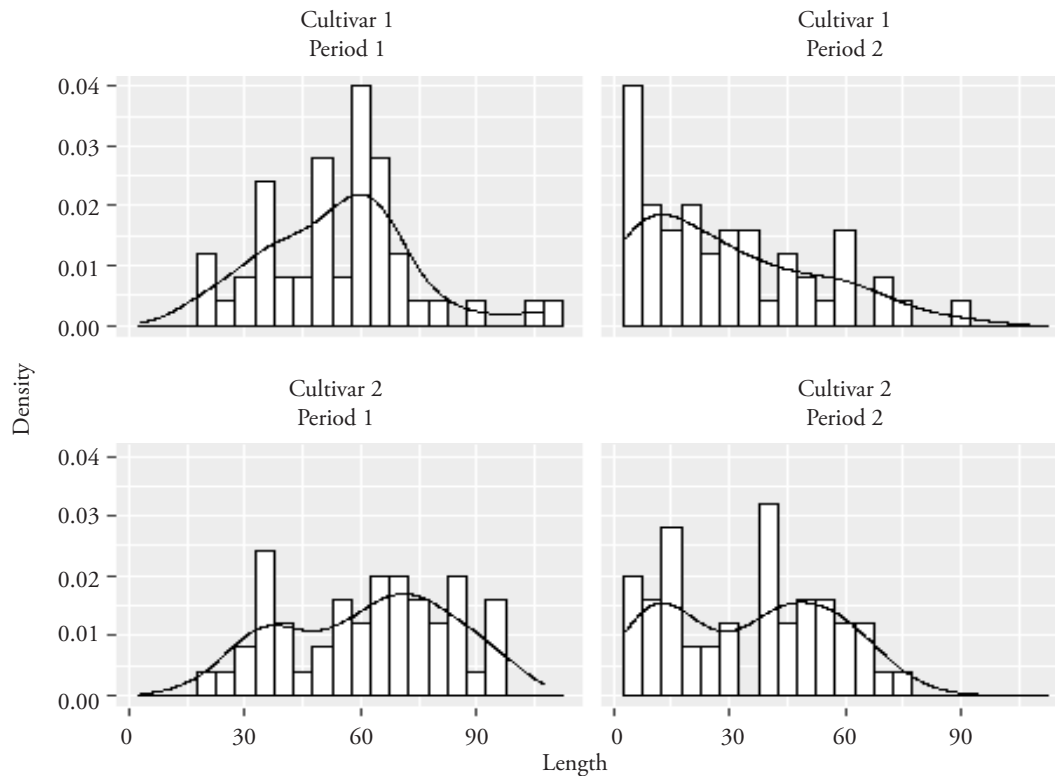 Cultivar 1
Period 1
Cultivar 1
Period 2
0.04
0.03
0.02
0.01
0.00
Density
Cultivar 2
Period 1
Cultivar 2
Period 2
0.04
0.03
0.02
0.01
0.00
0 30 60 90
0 30 60 90
Length